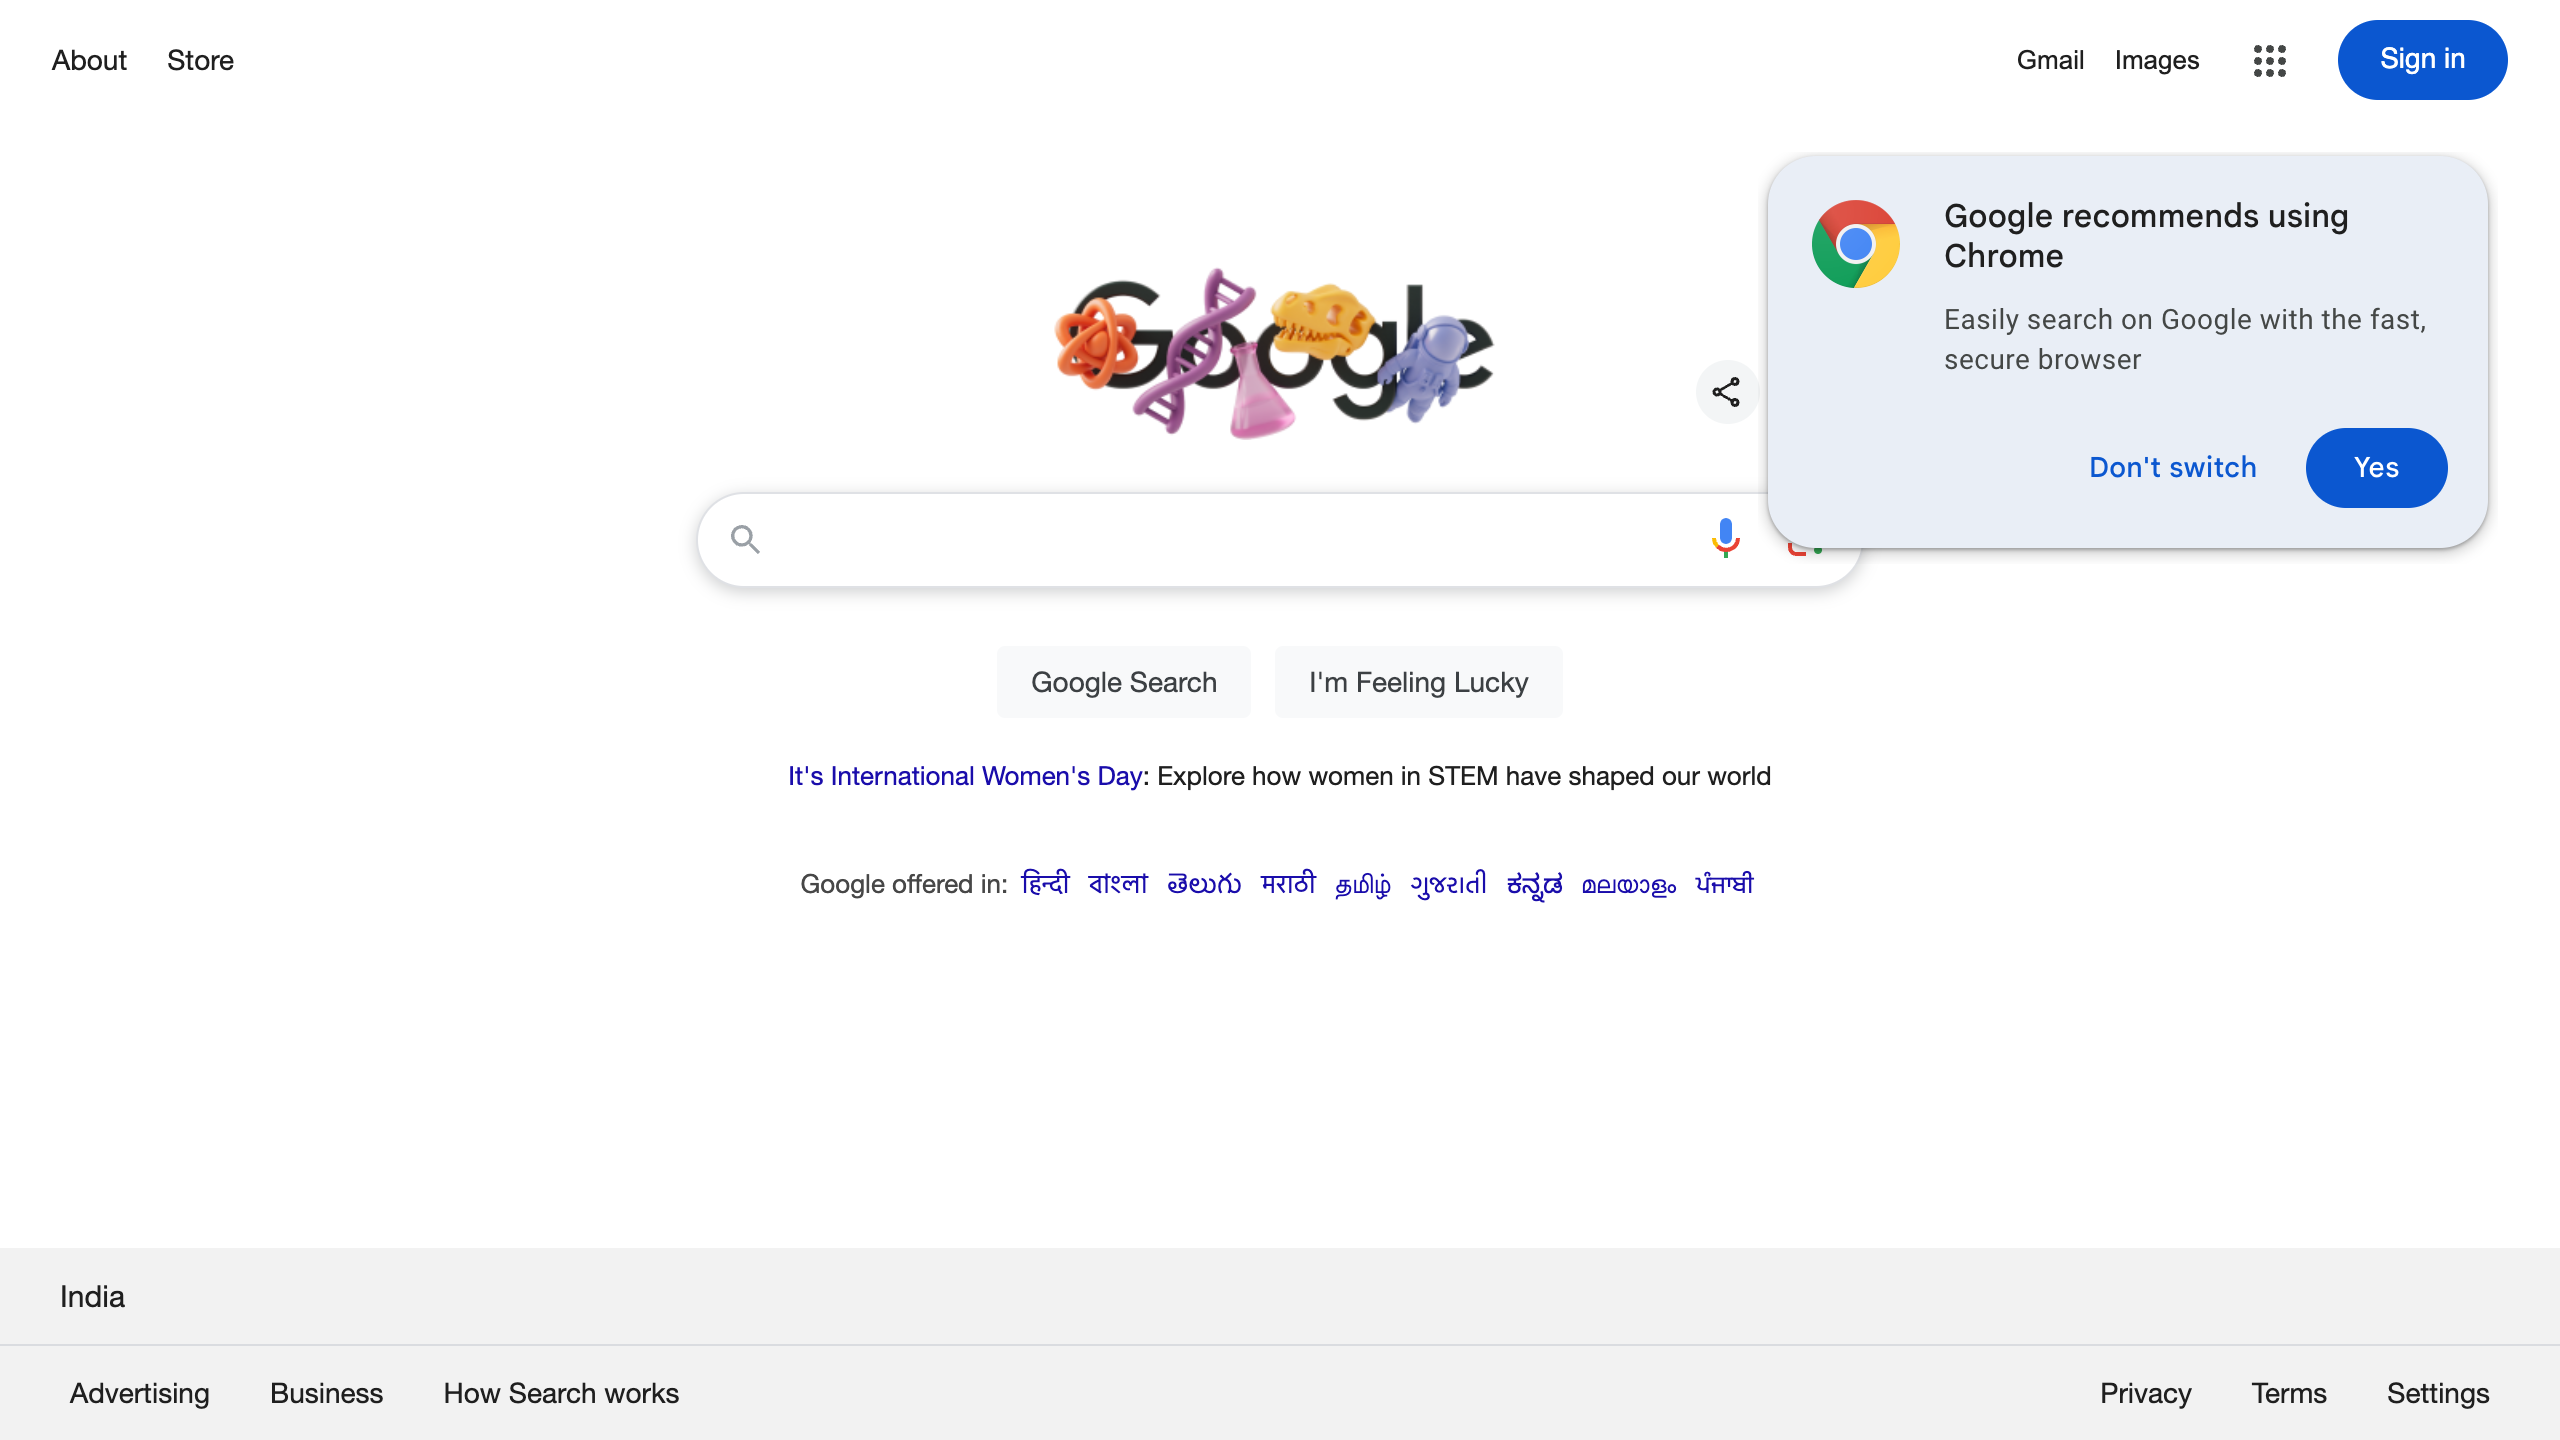 About Store
Gmail Images
Sign in
Google
Google recommends using
Chrome
Easily search on Google with the fast,
secure browser
Don't switch
Yes
Google Search
I'm Feeling Lucky
It's International Women's Day: Explore how women in STEM have shaped our world
Google offered in: हिन्दी বাংলা తెలుగు मराठी தமிழ் ગુજરાતી ಕನ್ನಡ മലയാളം ਪੰਜਾਬੀ
India
Advertising Business How Search works
Privacy Terms Settings